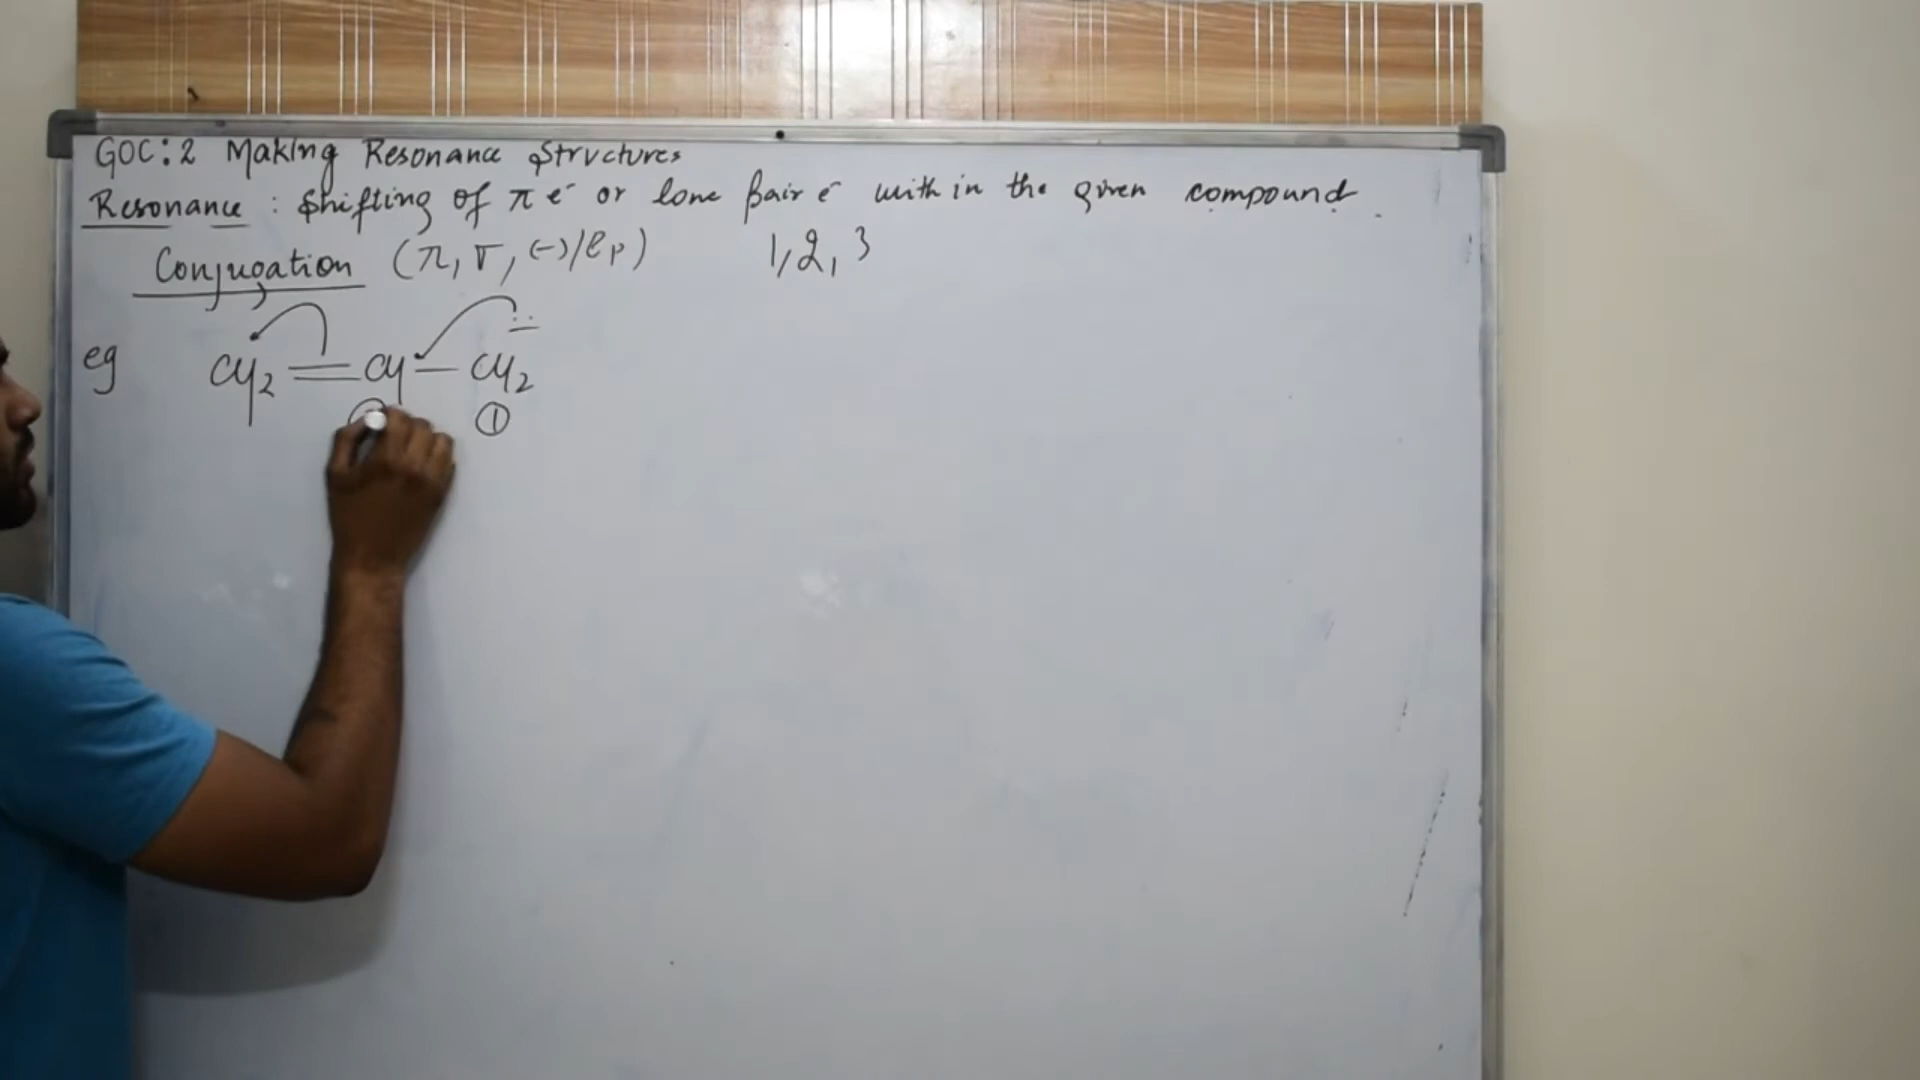 GOC: 2 Making Resonance Structures
Resonance : Shifting of π e⁻ or lone pair e⁻ with in the given compound.
Conjugation (π, σ, (-)/lp) 1, 2, 3
eg CH2 = CH - CH2
①